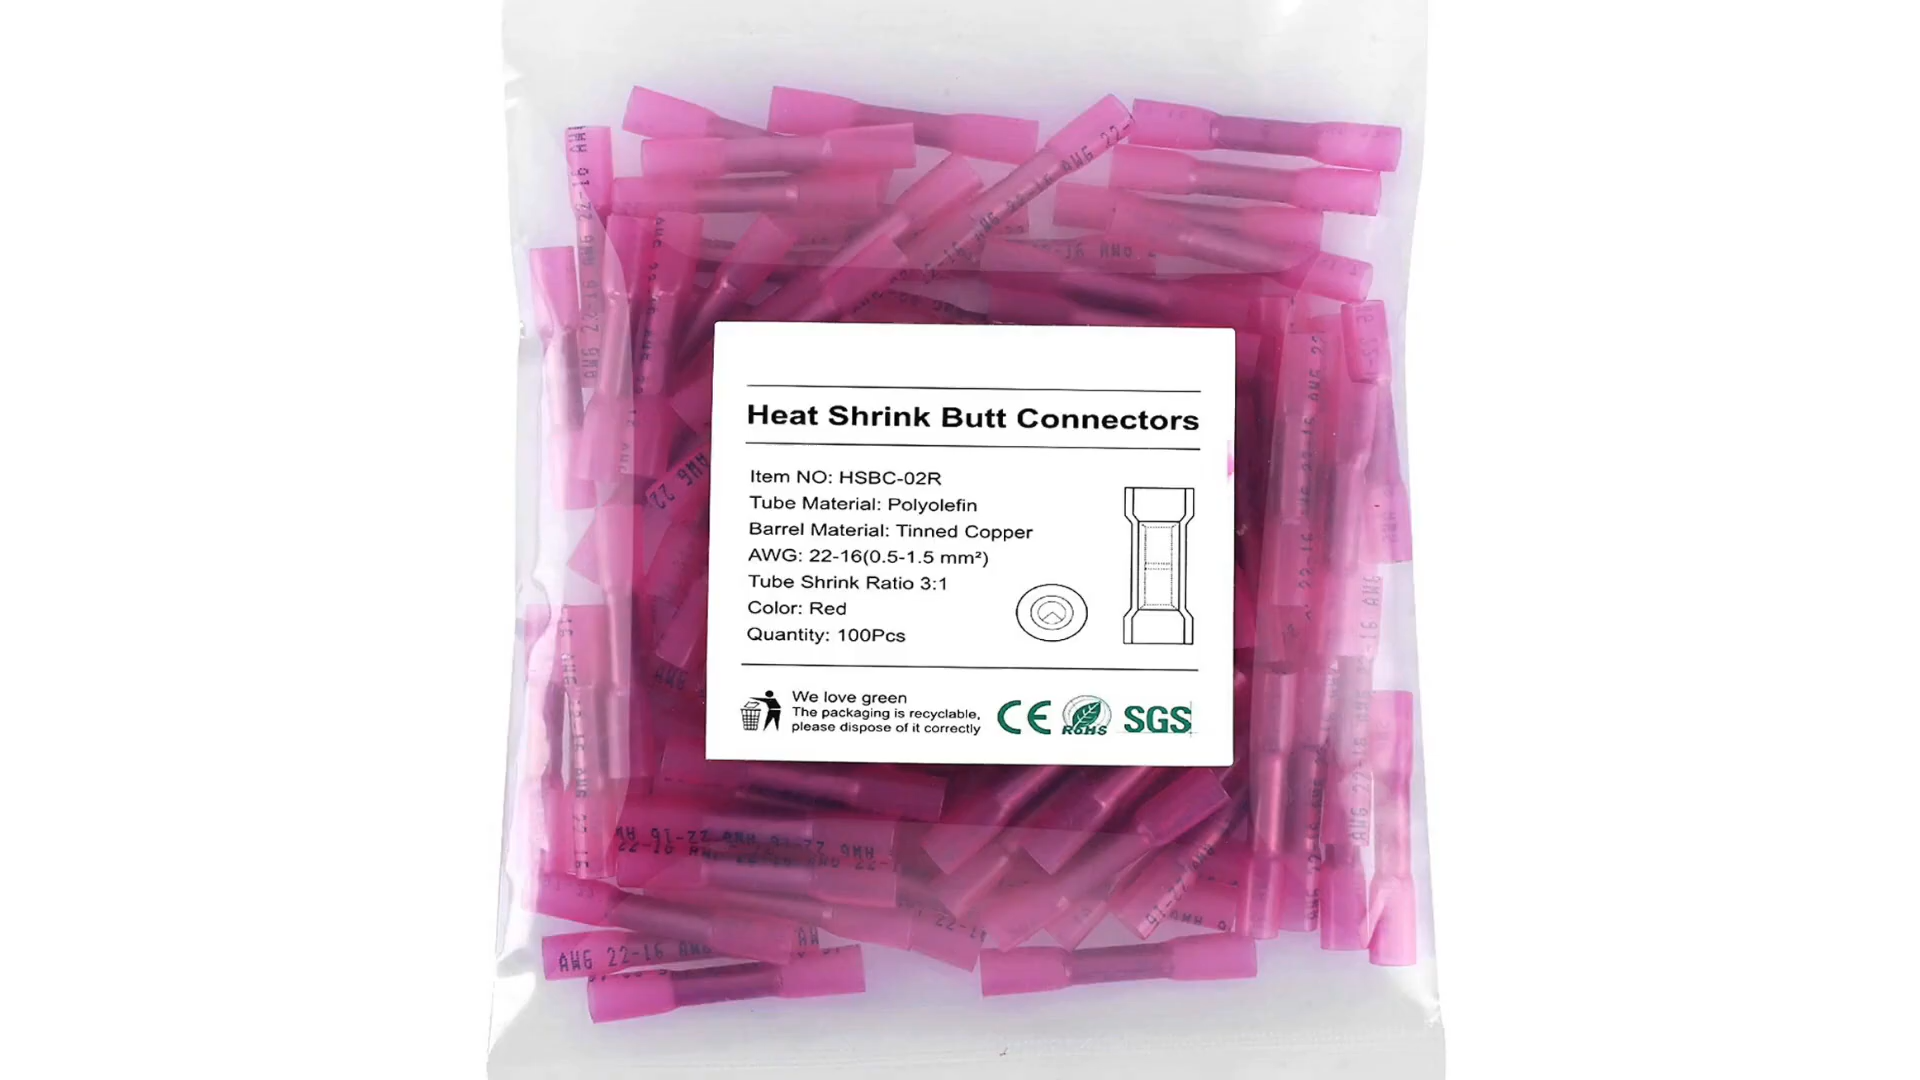 Heat Shrink Butt Connectors
Item NO: HSBC-02R
Tube Material: Polyolefin
Barrel Material: Tinned Copper
AWG: 22-16(0.5-1.5 mm²)
Tube Shrink Ratio 3:1
Color: Red
Quantity: 100Pcs
We love green
The packaging is recyclable,
please dispose of it correctly
CE RoHS SGS
AWG 22-16 AWG